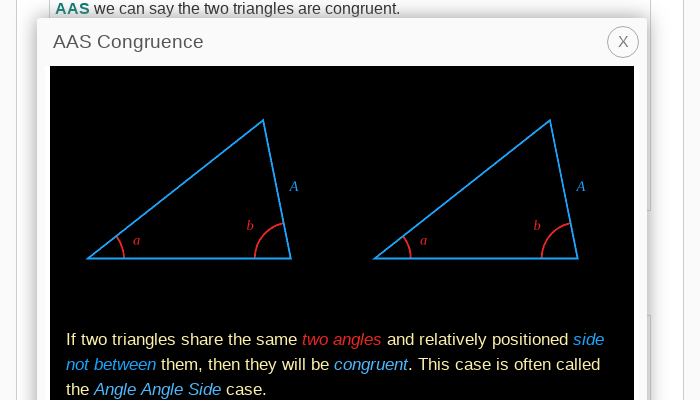 AAS we can say the two triangles are congruent.
AAS Congruence
X
A
A
b
b
a
a
If two triangles share the same two angles and relatively positioned side
not between them, then they will be congruent. This case is often called
the Angle Angle Side case.